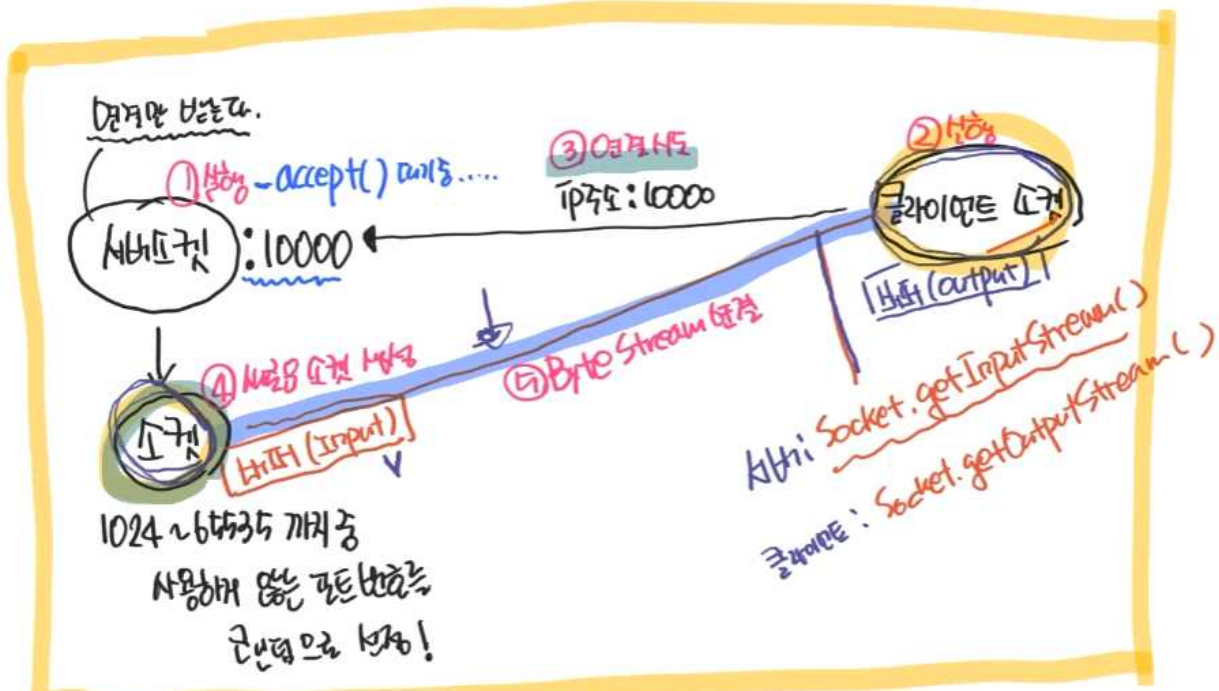 연결만 받는다.
① 실행 - accept() 대기중.....
서버소켓 :10000
② 실행
③ 연결시도
ip주소:10000
클라이언트 소켓
버퍼(output)
④ 새로운 소켓 생성
⑤ Byte Stream 연결
소켓
버퍼(Input)
서버: Socket.getInputStream()
클라이언트: Socket.getOutputStream()
1024~65535 까지 중
사용하지 않는 포트번호를
랜덤으로 선정!